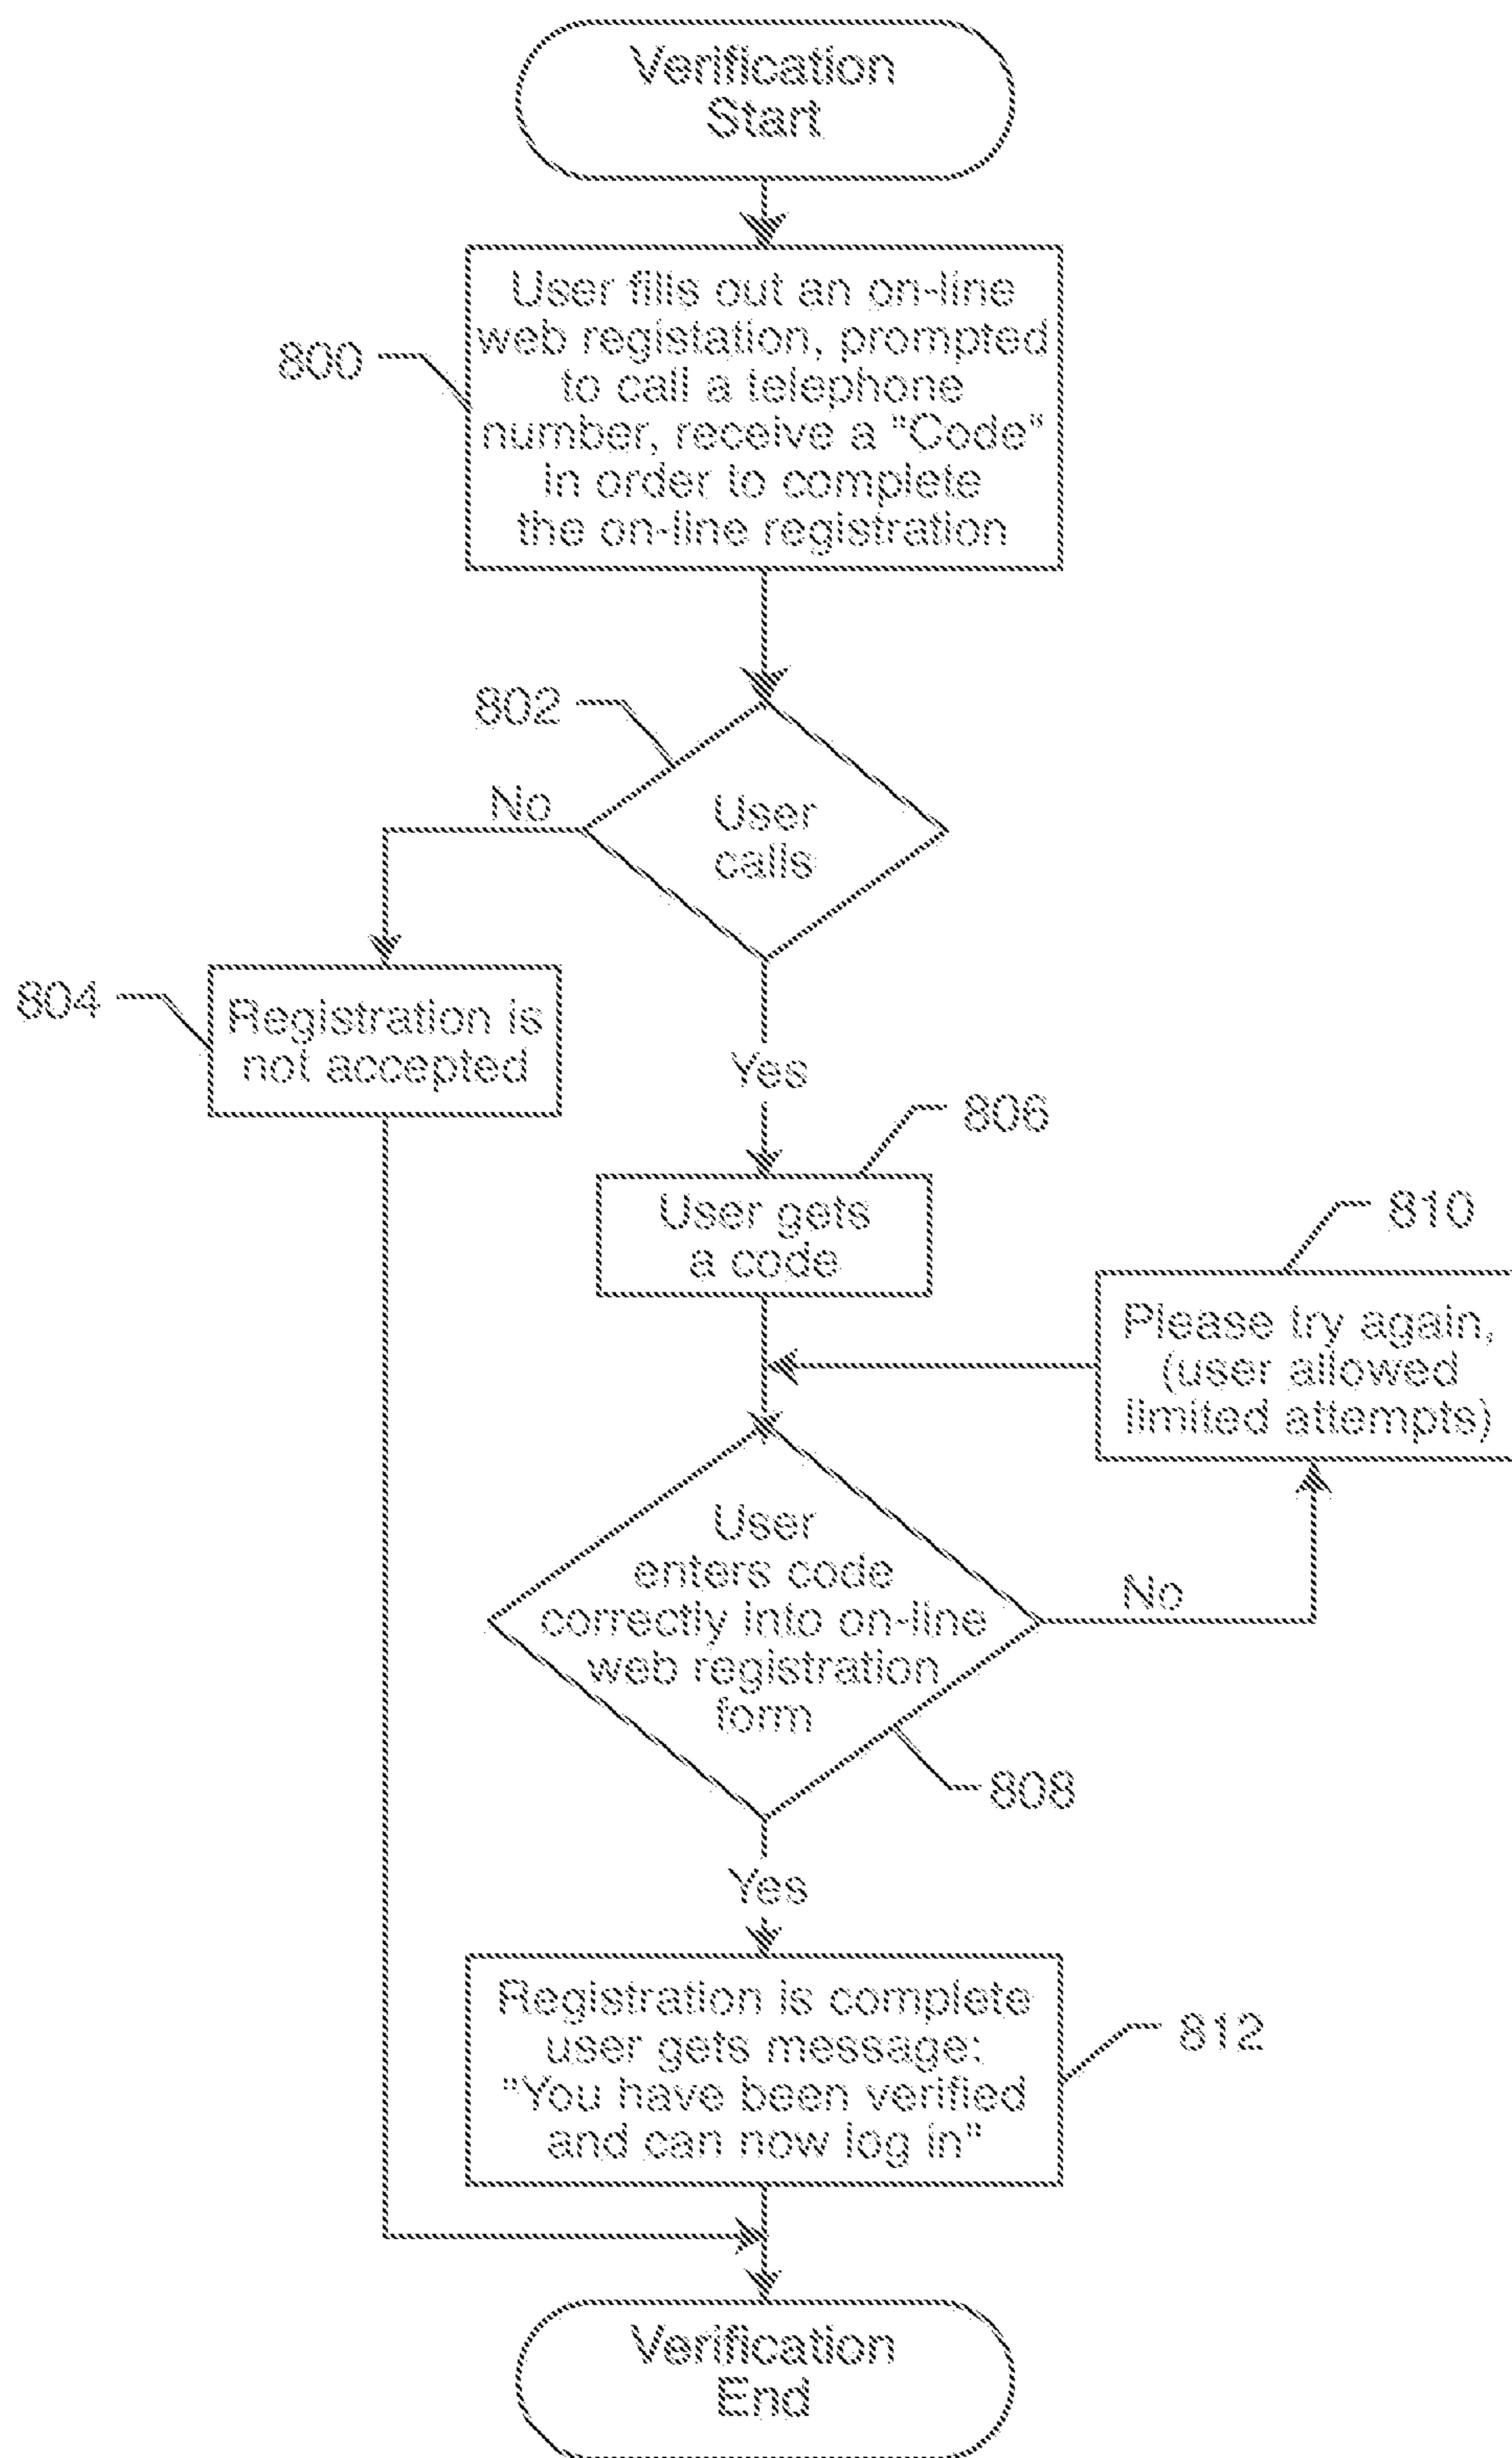 Verification
Start
User fills out an on-line
web registation, prompted
to call a telephone
number, receive a "Code"
in order to complete
the on-line registration
800
802
No
User
calls
804
Registration is
not accepted
Yes
806
User gets
a code
810
Please try again,
(user allowed
limited attempts)
User
enters code
correctly into on-line
web registration
form
No
808
Yes
Registration is complete
user gets message:
"You have been verified
and can now log in"
812
Verification
End